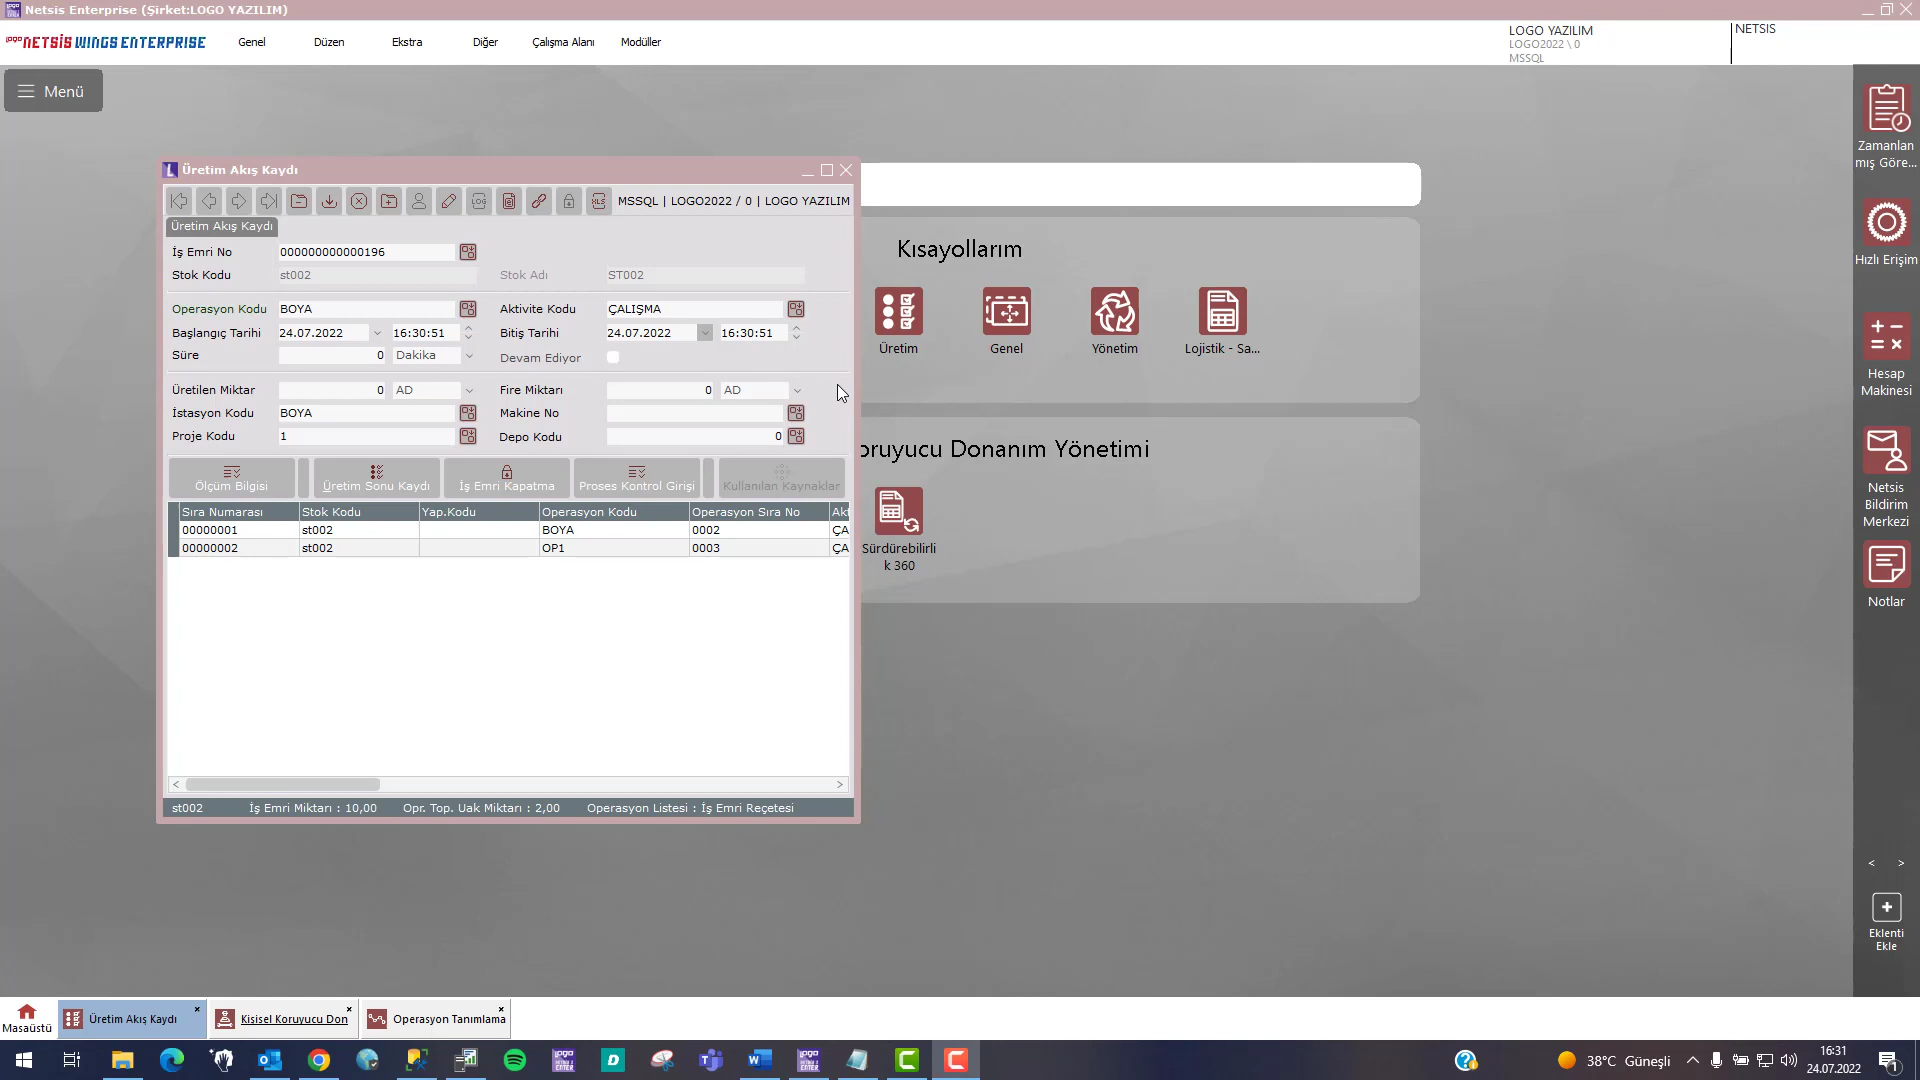 Netsis Enterprise (Şirket:LOGO YAZILIM)
logo NETSİS WINGS ENTERPRISE
Genel
Düzen
Ekstra
Diğer
Çalışma Alanı
Modüller
LOGO YAZILIM
LOGO2022 \ 0
MSSQL
NETSIS
Menü
Üretim Akış Kaydı
MSSQL | LOGO2022 / 0 | LOGO YAZILIM
Üretim Akış Kaydı
İş Emri No 000000000000196
Stok Kodu st002 Stok Adı ST002
Operasyon Kodu BOYA Aktivite Kodu ÇALIŞMA
Başlangıç Tarihi 24.07.2022 16:30:51 Bitiş Tarihi 24.07.2022 16:30:51
Süre 0 Dakika Devam Ediyor
Üretilen Miktar 0 AD Fire Miktarı 0 AD
İstasyon Kodu BOYA Makine No
Proje Kodu 1 Depo Kodu 0
Ölçüm Bilgisi Üretim Sonu Kaydı İş Emri Kapatma Proses Kontrol Girişi Kullanılan Kaynaklar
Sıra Numarası Stok Kodu Yap.Kodu Operasyon Kodu Operasyon Sıra No Akt
00000001 st002 BOYA 0002 ÇA
00000002 st002 OP1 0003 ÇA
st002 İş Emri Miktarı : 10,00 Opr. Top. Uak Miktarı : 2,00 Operasyon Listesi : İş Emri Reçetesi
Kısayollarım
Üretim
Genel
Yönetim
Lojistik - Sa...
oruyucu Donanım Yönetimi
Sürdürebilirli
k 360
Zamanlan
mış Göre...
Hızlı Erişim
Hesap
Makinesi
Netsis
Bildirim
Merkezi
Notlar
< >
Eklenti
Ekle
Masaüstü
Üretim Akış Kaydı
Kişisel Koruyucu Don
Operasyon Tanımlama
38°C Güneşli
16:31
24.07.2022
1